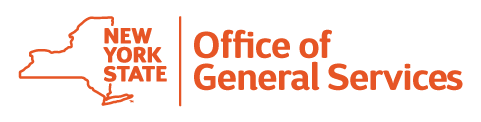 NEW
YORK
STATE
Office of
General Services